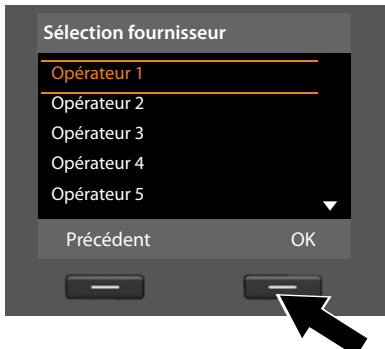 Sélection fournisseur
Opérateur 1
Opérateur 2
Opérateur 3
Opérateur 4
Opérateur 5
Précédent OK